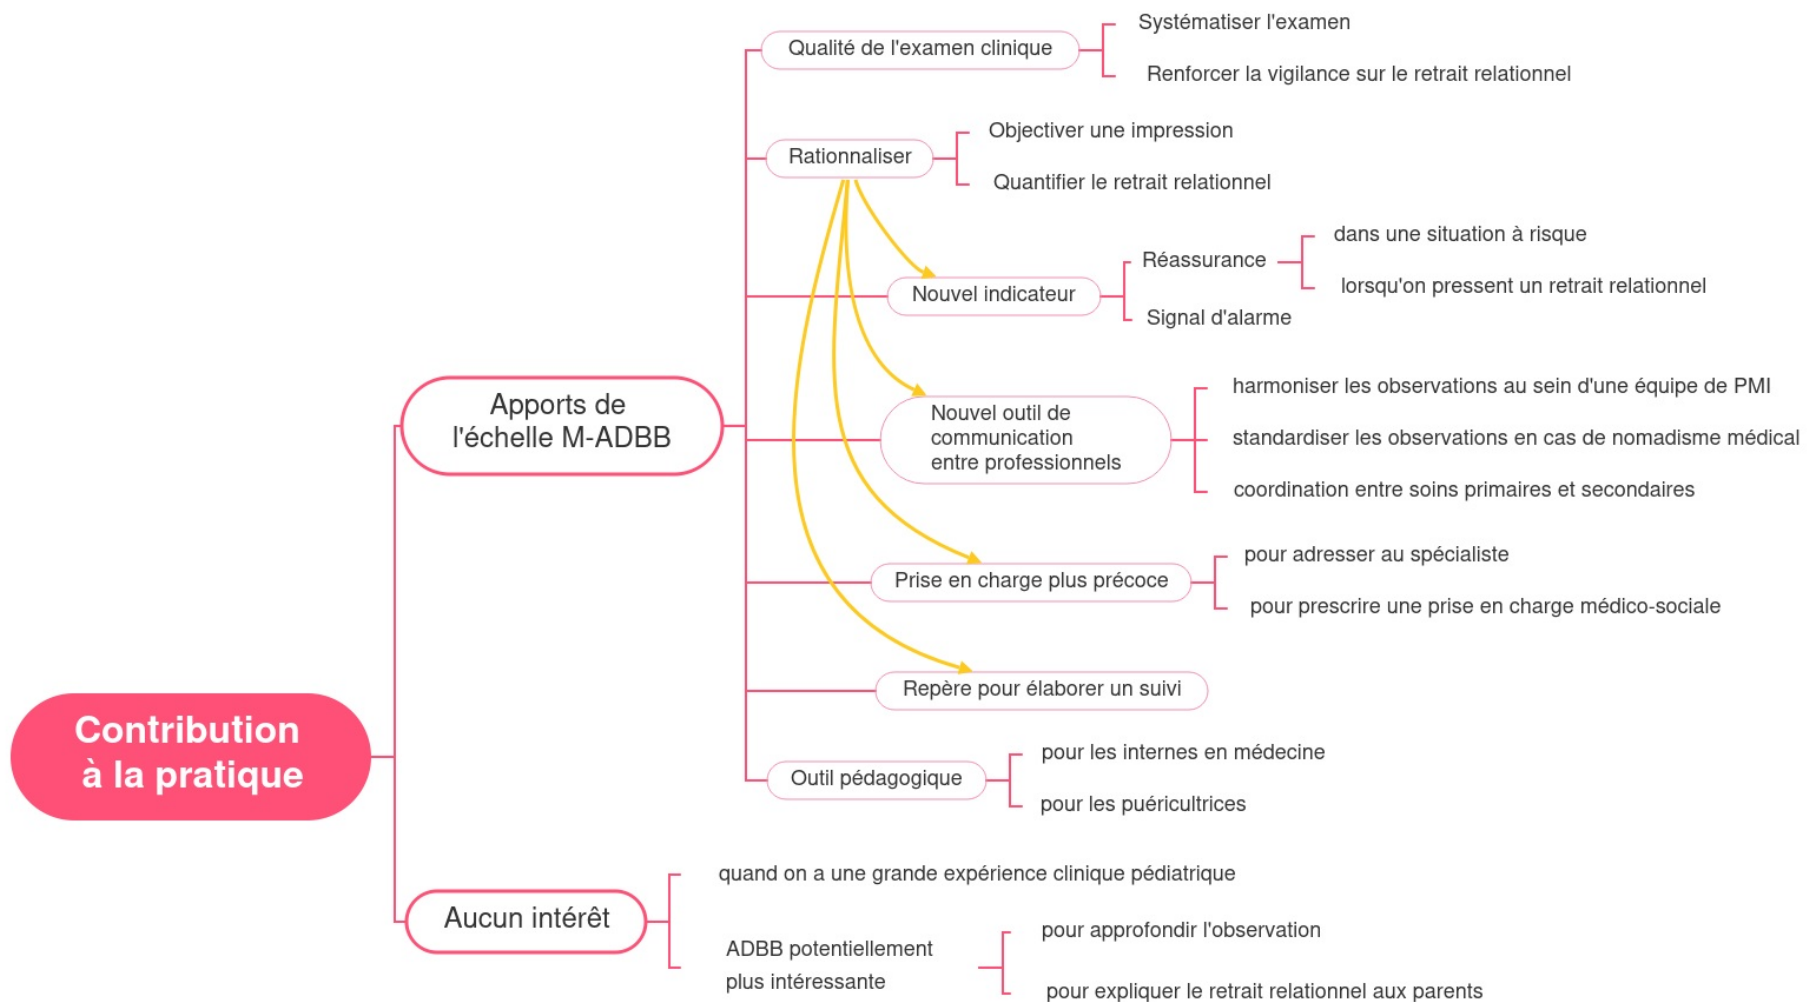 Contribution
à la pratique
Apports de
l'échelle M-ADBB
Qualité de l'examen clinique
Systématiser l'examen
Renforcer la vigilance sur le retrait relationnel
Rationnaliser
Objectiver une impression
Quantifier le retrait relationnel
Nouvel indicateur
Réassurance
dans une situation à risque
lorsqu'on pressent un retrait relationnel
Signal d'alarme
Nouvel outil de
communication
entre professionnels
harmoniser les observations au sein d'une équipe de PMI
standardiser les observations en cas de nomadisme médical
coordination entre soins primaires et secondaires
Prise en charge plus précoce
pour adresser au spécialiste
pour prescrire une prise en charge médico-sociale
Repère pour élaborer un suivi
Outil pédagogique
pour les internes en médecine
pour les puéricultrices
Aucun intérêt
quand on a une grande expérience clinique pédiatrique
ADBB potentiellement
plus intéressante
pour approfondir l'observation
pour expliquer le retrait relationnel aux parents